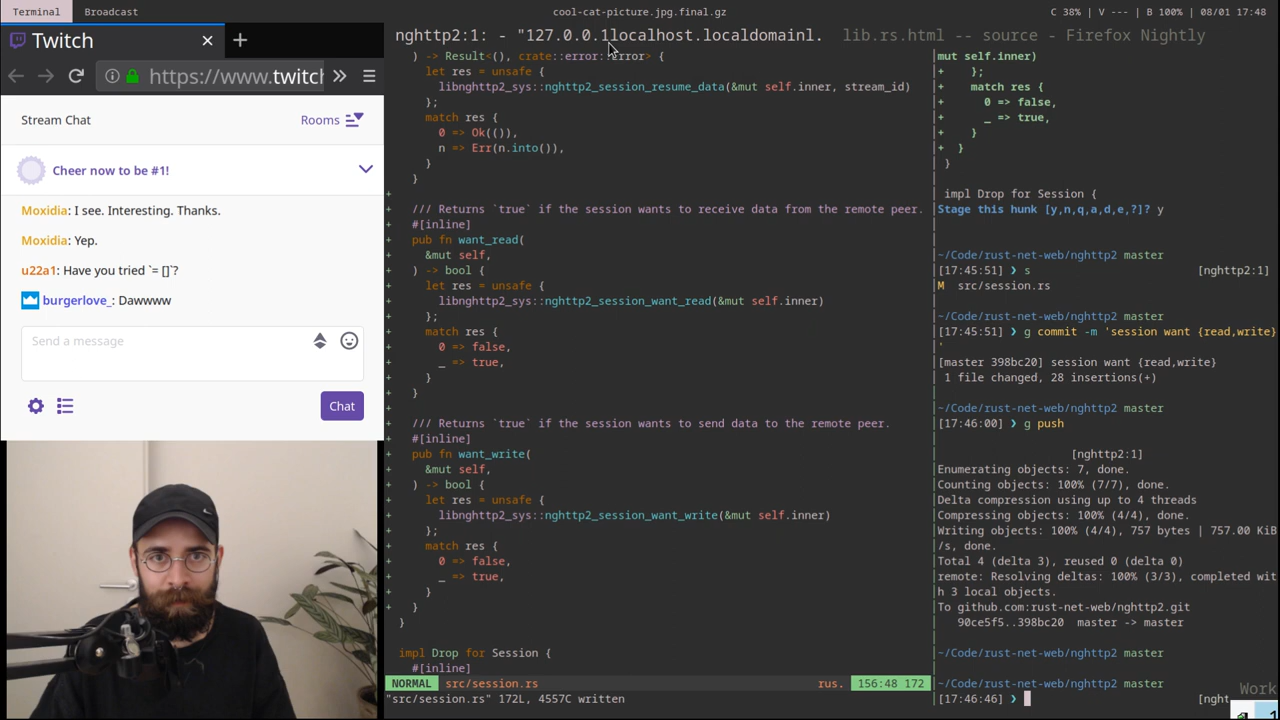 Terminal
Broadcast
cool-cat-picture.jpg.final.gz
C 38% | V --- | B 100% | 08/01 17:48
Twitch
https://www.twitch
Stream Chat
Rooms
Cheer now to be #1!
Moxidia: I see. Interesting. Thanks.
Moxidia: Yep.
u22a1: Have you tried `= []`?
burgerlove_: Dawwww
Send a message
Chat
nghttp2:1: - "127.0.0.1localhost.localdomainl.
lib.rs.html -- source - Firefox Nightly
) -> Result<(), crate::error::error> {
let res = unsafe {
libnghttp2_sys::nghttp2_session_resume_data(&mut self.inner, stream_id)
};
match res {
0 => Ok(()),
n => Err(n.into()),
}
}
+
+ /// Returns `true` if the session wants to receive data from the remote peer.
+ #[inline]
+ pub fn want_read(
+ &mut self,
+ ) -> bool {
+ let res = unsafe {
+ libnghttp2_sys::nghttp2_session_want_read(&mut self.inner)
+ };
+ match res {
+ 0 => false,
+ _ => true,
+ }
+ }
+
+ /// Returns `true` if the session wants to send data to the remote peer.
+ #[inline]
+ pub fn want_write(
+ &mut self,
+ ) -> bool {
+ let res = unsafe {
+ libnghttp2_sys::nghttp2_session_want_write(&mut self.inner)
+ };
+ match res {
+ 0 => false,
+ _ => true,
+ }
+ }
}
impl Drop for Session {
#[inline]
NORMAL src/session.rs rus. 156:48 172
"src/session.rs" 172L, 4557C written
mut self.inner)
+ };
+ match res {
+ 0 => false,
+ _ => true,
+ }
+ }
}
impl Drop for Session {
Stage this hunk [y,n,q,a,d,e,?]? y
~/Code/rust-net-web/nghttp2 master
[17:45:51] ❯ s [nghttp2:1]
M src/session.rs
~/Code/rust-net-web/nghttp2 master
[17:45:51] ❯ g commit -m 'session want {read,write}
'
[master 398bc20] session want {read,write}
1 file changed, 28 insertions(+)
~/Code/rust-net-web/nghttp2 master
[17:46:00] ❯ g push
[nghttp2:1]
Enumerating objects: 7, done.
Counting objects: 100% (7/7), done.
Delta compression using up to 4 threads
Compressing objects: 100% (4/4), done.
Writing objects: 100% (4/4), 757 bytes | 757.00 KiB
/s, done.
Total 4 (delta 3), reused 0 (delta 0)
remote: Resolving deltas: 100% (3/3), completed wit
h 3 local objects.
To github.com:rust-net-web/nghttp2.git
90ce5f5..398bc20 master -> master
~/Code/rust-net-web/nghttp2 master
~/Code/rust-net-web/nghttp2 master
[17:46:46] ❯ [nght
Work